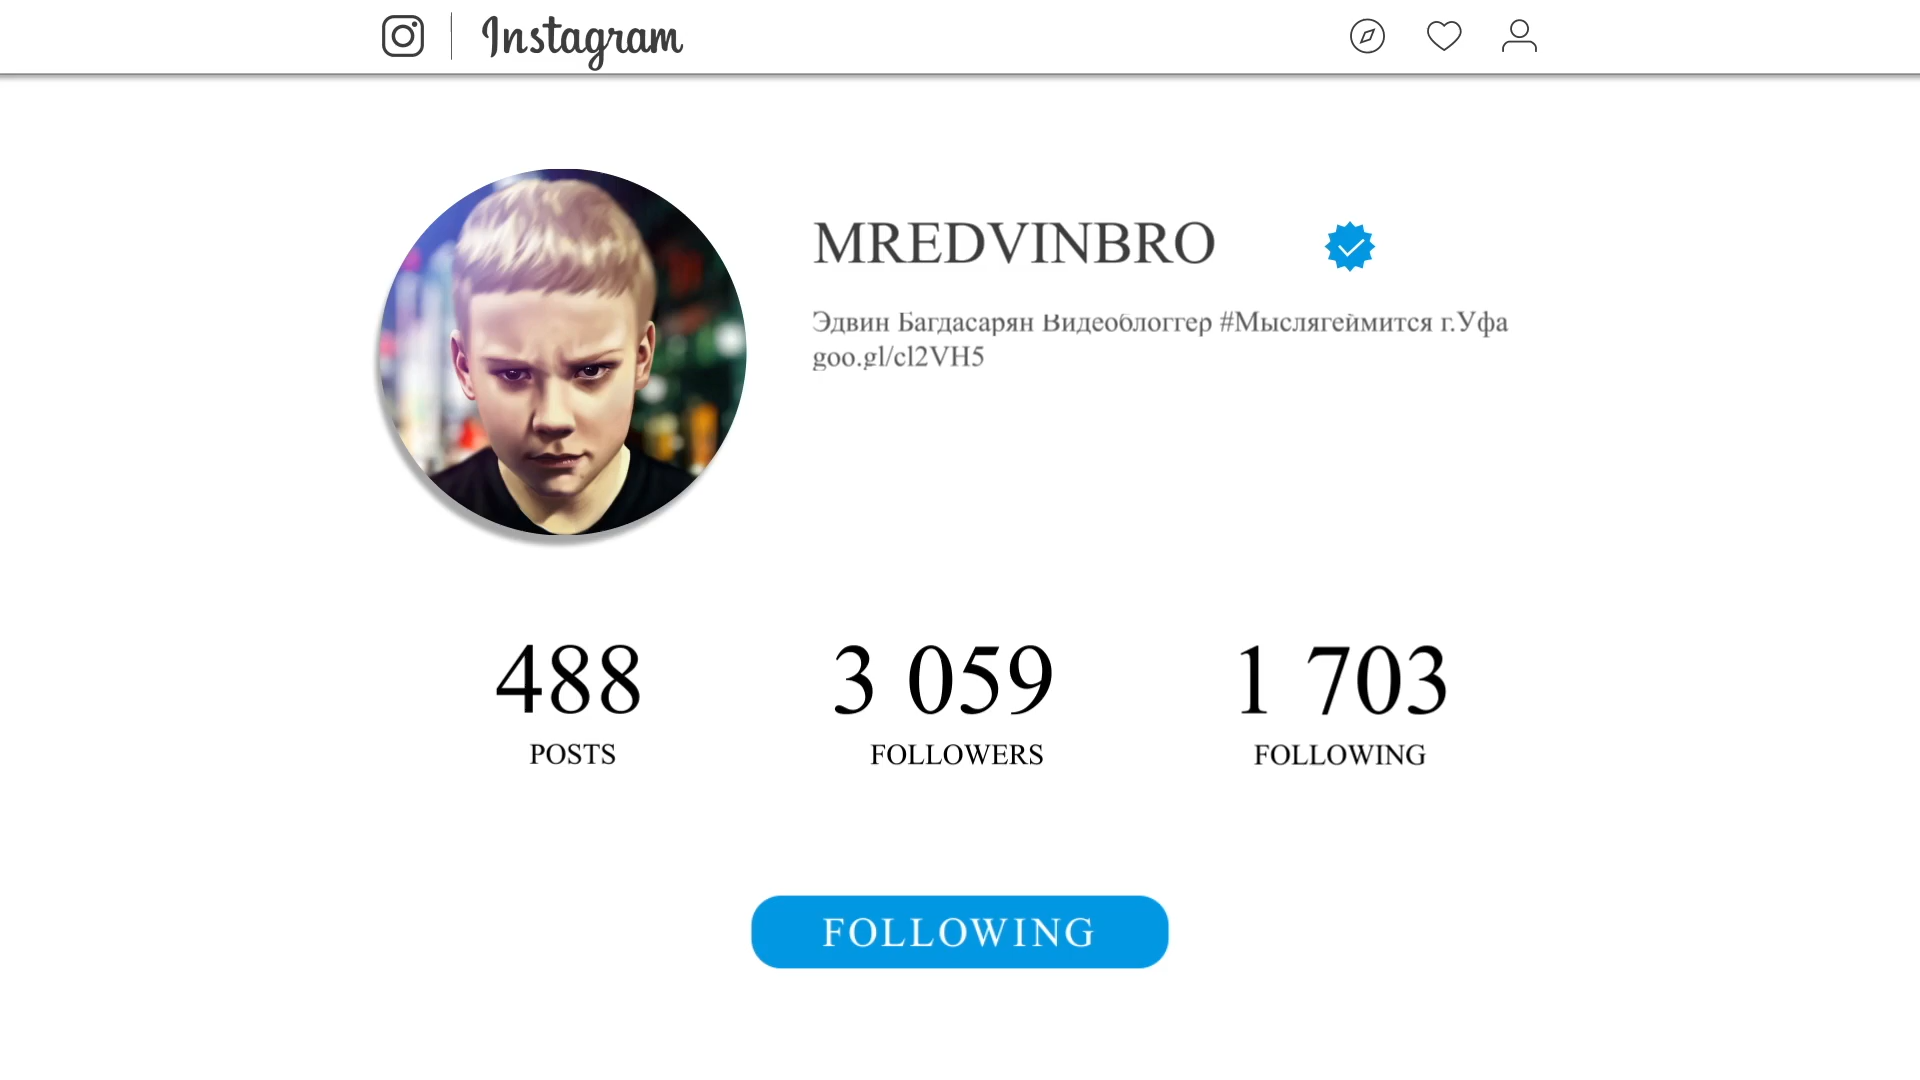 Instagram
MREDVINBRO
Эдвин Багдасарян Видеоблоггер #Мыслягеймится г.Уфа
goo.gl/cl2VH5
488
POSTS
3 059
FOLLOWERS
1 703
FOLLOWING
FOLLOWING